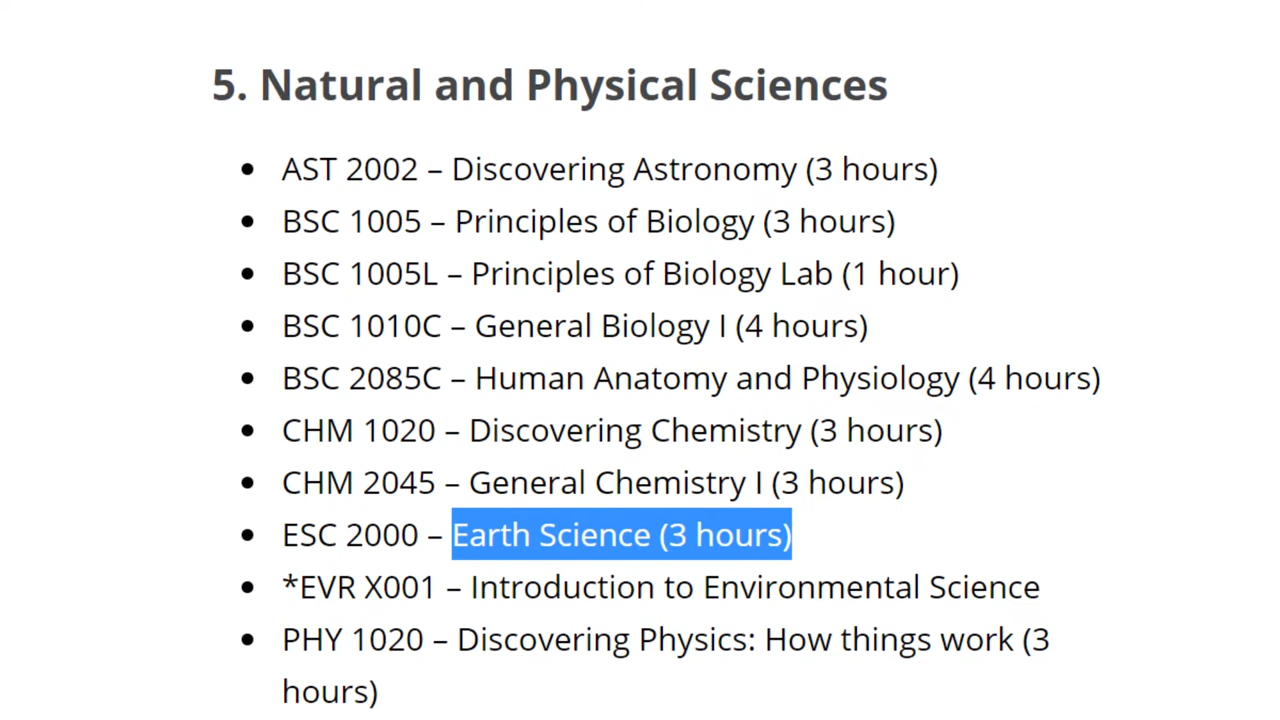 5. Natural and Physical Sciences
• AST 2002 – Discovering Astronomy (3 hours)
• BSC 1005 – Principles of Biology (3 hours)
• BSC 1005L – Principles of Biology Lab (1 hour)
• BSC 1010C – General Biology I (4 hours)
• BSC 2085C – Human Anatomy and Physiology (4 hours)
• CHM 1020 – Discovering Chemistry (3 hours)
• CHM 2045 – General Chemistry I (3 hours)
• ESC 2000 – Earth Science (3 hours)
• *EVR X001 – Introduction to Environmental Science
• PHY 1020 – Discovering Physics: How things work (3
hours)